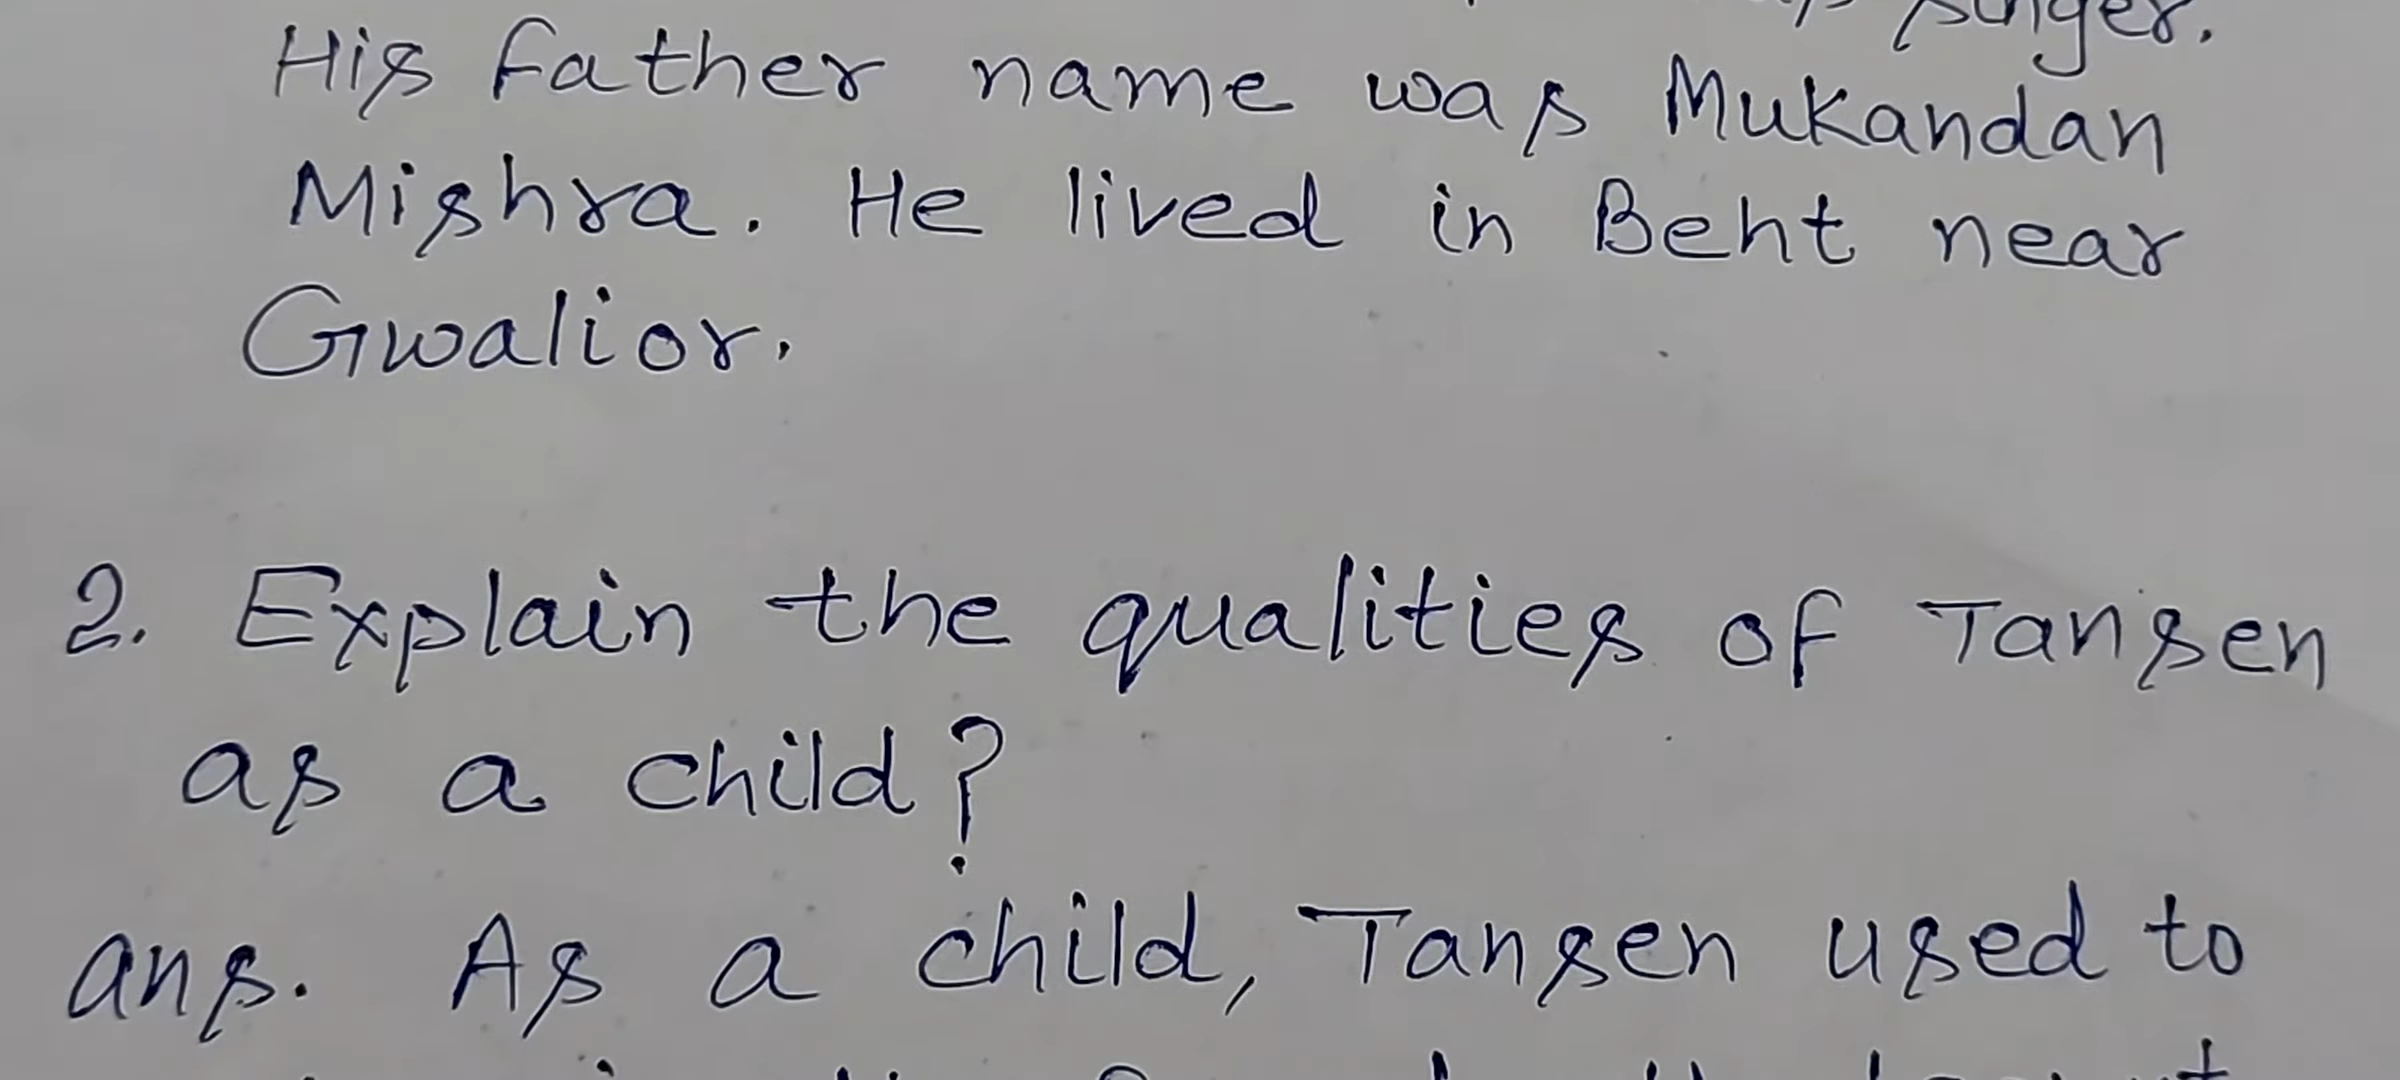 singer.
His father name was Mukandan
Mishra. He lived in Beht near
Gwalior.
2. Explain the qualities of Tansen
as a child?
ans. As a child, Tansen used to